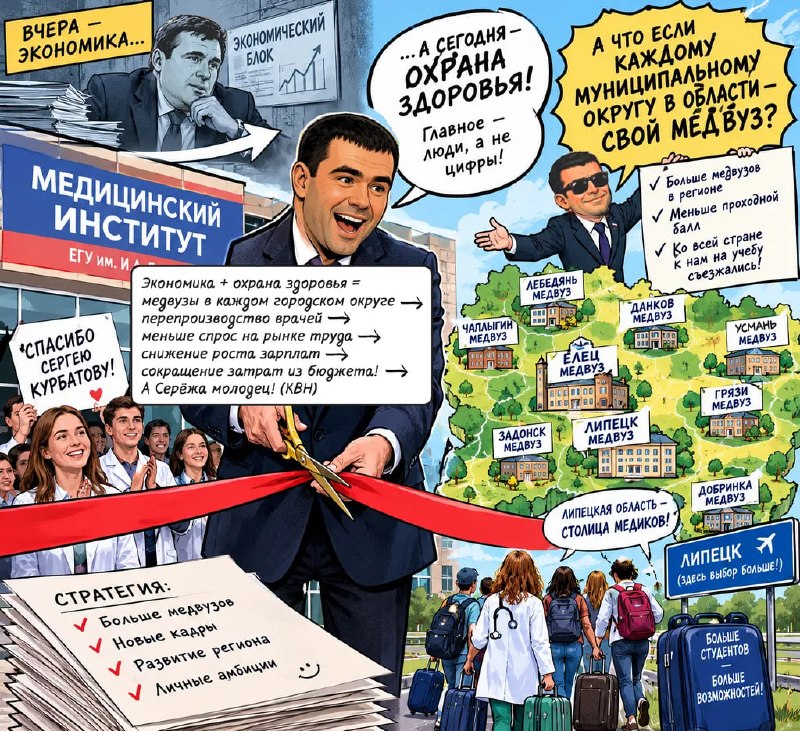 ВЧЕРА –
ЭКОНОМИКА...
ЭКОНОМИЧЕСКИЙ
БЛОК
...А СЕГОДНЯ –
ОХРАНА
ЗДОРОВЬЯ!
Главное –
люди, а не
цифры!
А ЧТО ЕСЛИ
КАЖДОМУ
МУНИЦИПАЛЬНОМУ
ОКРУГУ В ОБЛАСТИ –
СВОЙ МЕДВУЗ?
✓ Больше медвузов
в регионе
✓ Меньше проходной
балл
✓ Ко всей стране
к нам на учебу
съезжались!
МЕДИЦИНСКИЙ
ИНСТИТУТ
ЕГУ им. И.А.
Экономика + охрана здоровья =
медвузы в каждом городском округе →
перепроизводство врачей →
меньше спрос на рынке труда →
снижение роста зарплат →
сокращение затрат из бюджета! →
А Серёжа молодец! (КВН)
"СПАСИБО
СЕРГЕЮ
КУРБАТОВУ!
ЛЕБЕДЯНЬ
МЕДВУЗ
ДАНКОВ
МЕДВУЗ
ЧАПЛЫГИН
МЕДВУЗ
УСМАНЬ
МЕДВУЗ
ЕЛЕЦ
МЕДВУЗ
ГРЯЗИ
МЕДВУЗ
ЗАДОНСК
МЕДВУЗ
ЛИПЕЦК
МЕДВУЗ
ДОБРИНКА
МЕДВУЗ
ЛИПЕЦКАЯ ОБЛАСТЬ –
СТОЛИЦА МЕДИКОВ!
ЛИПЕЦК
(ЗДЕСЬ ВЫБОР БОЛЬШЕ!)
СТРАТЕГИЯ:
✓ Больше медвузов
✓ Новые кадры
✓ Развитие региона
✓ Личные амбиции
БОЛЬШЕ
СТУДЕНТОВ
–
БОЛЬШЕ
ВОЗМОЖНОСТЕЙ!